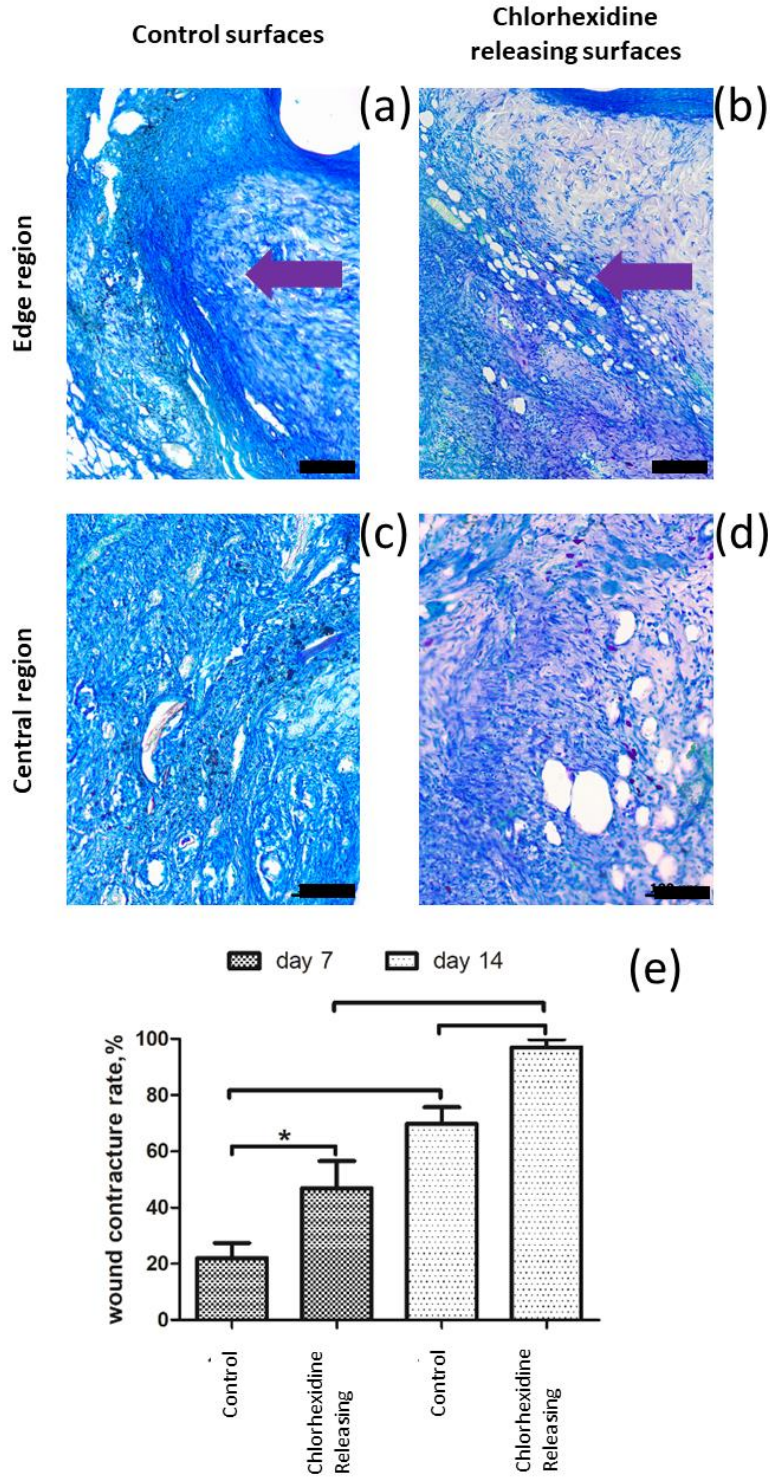 Control surfaces
Chlorhexidine
releasing surfaces
Edge region
(a)
(b)
Central region
(c)
(d)
day 7
day 14
(e)
wound contracture rate,%
100
80
60
40
20
0
*
Control
Chlorhexidine
Releasing
Control
Chlorhexidine
Releasing